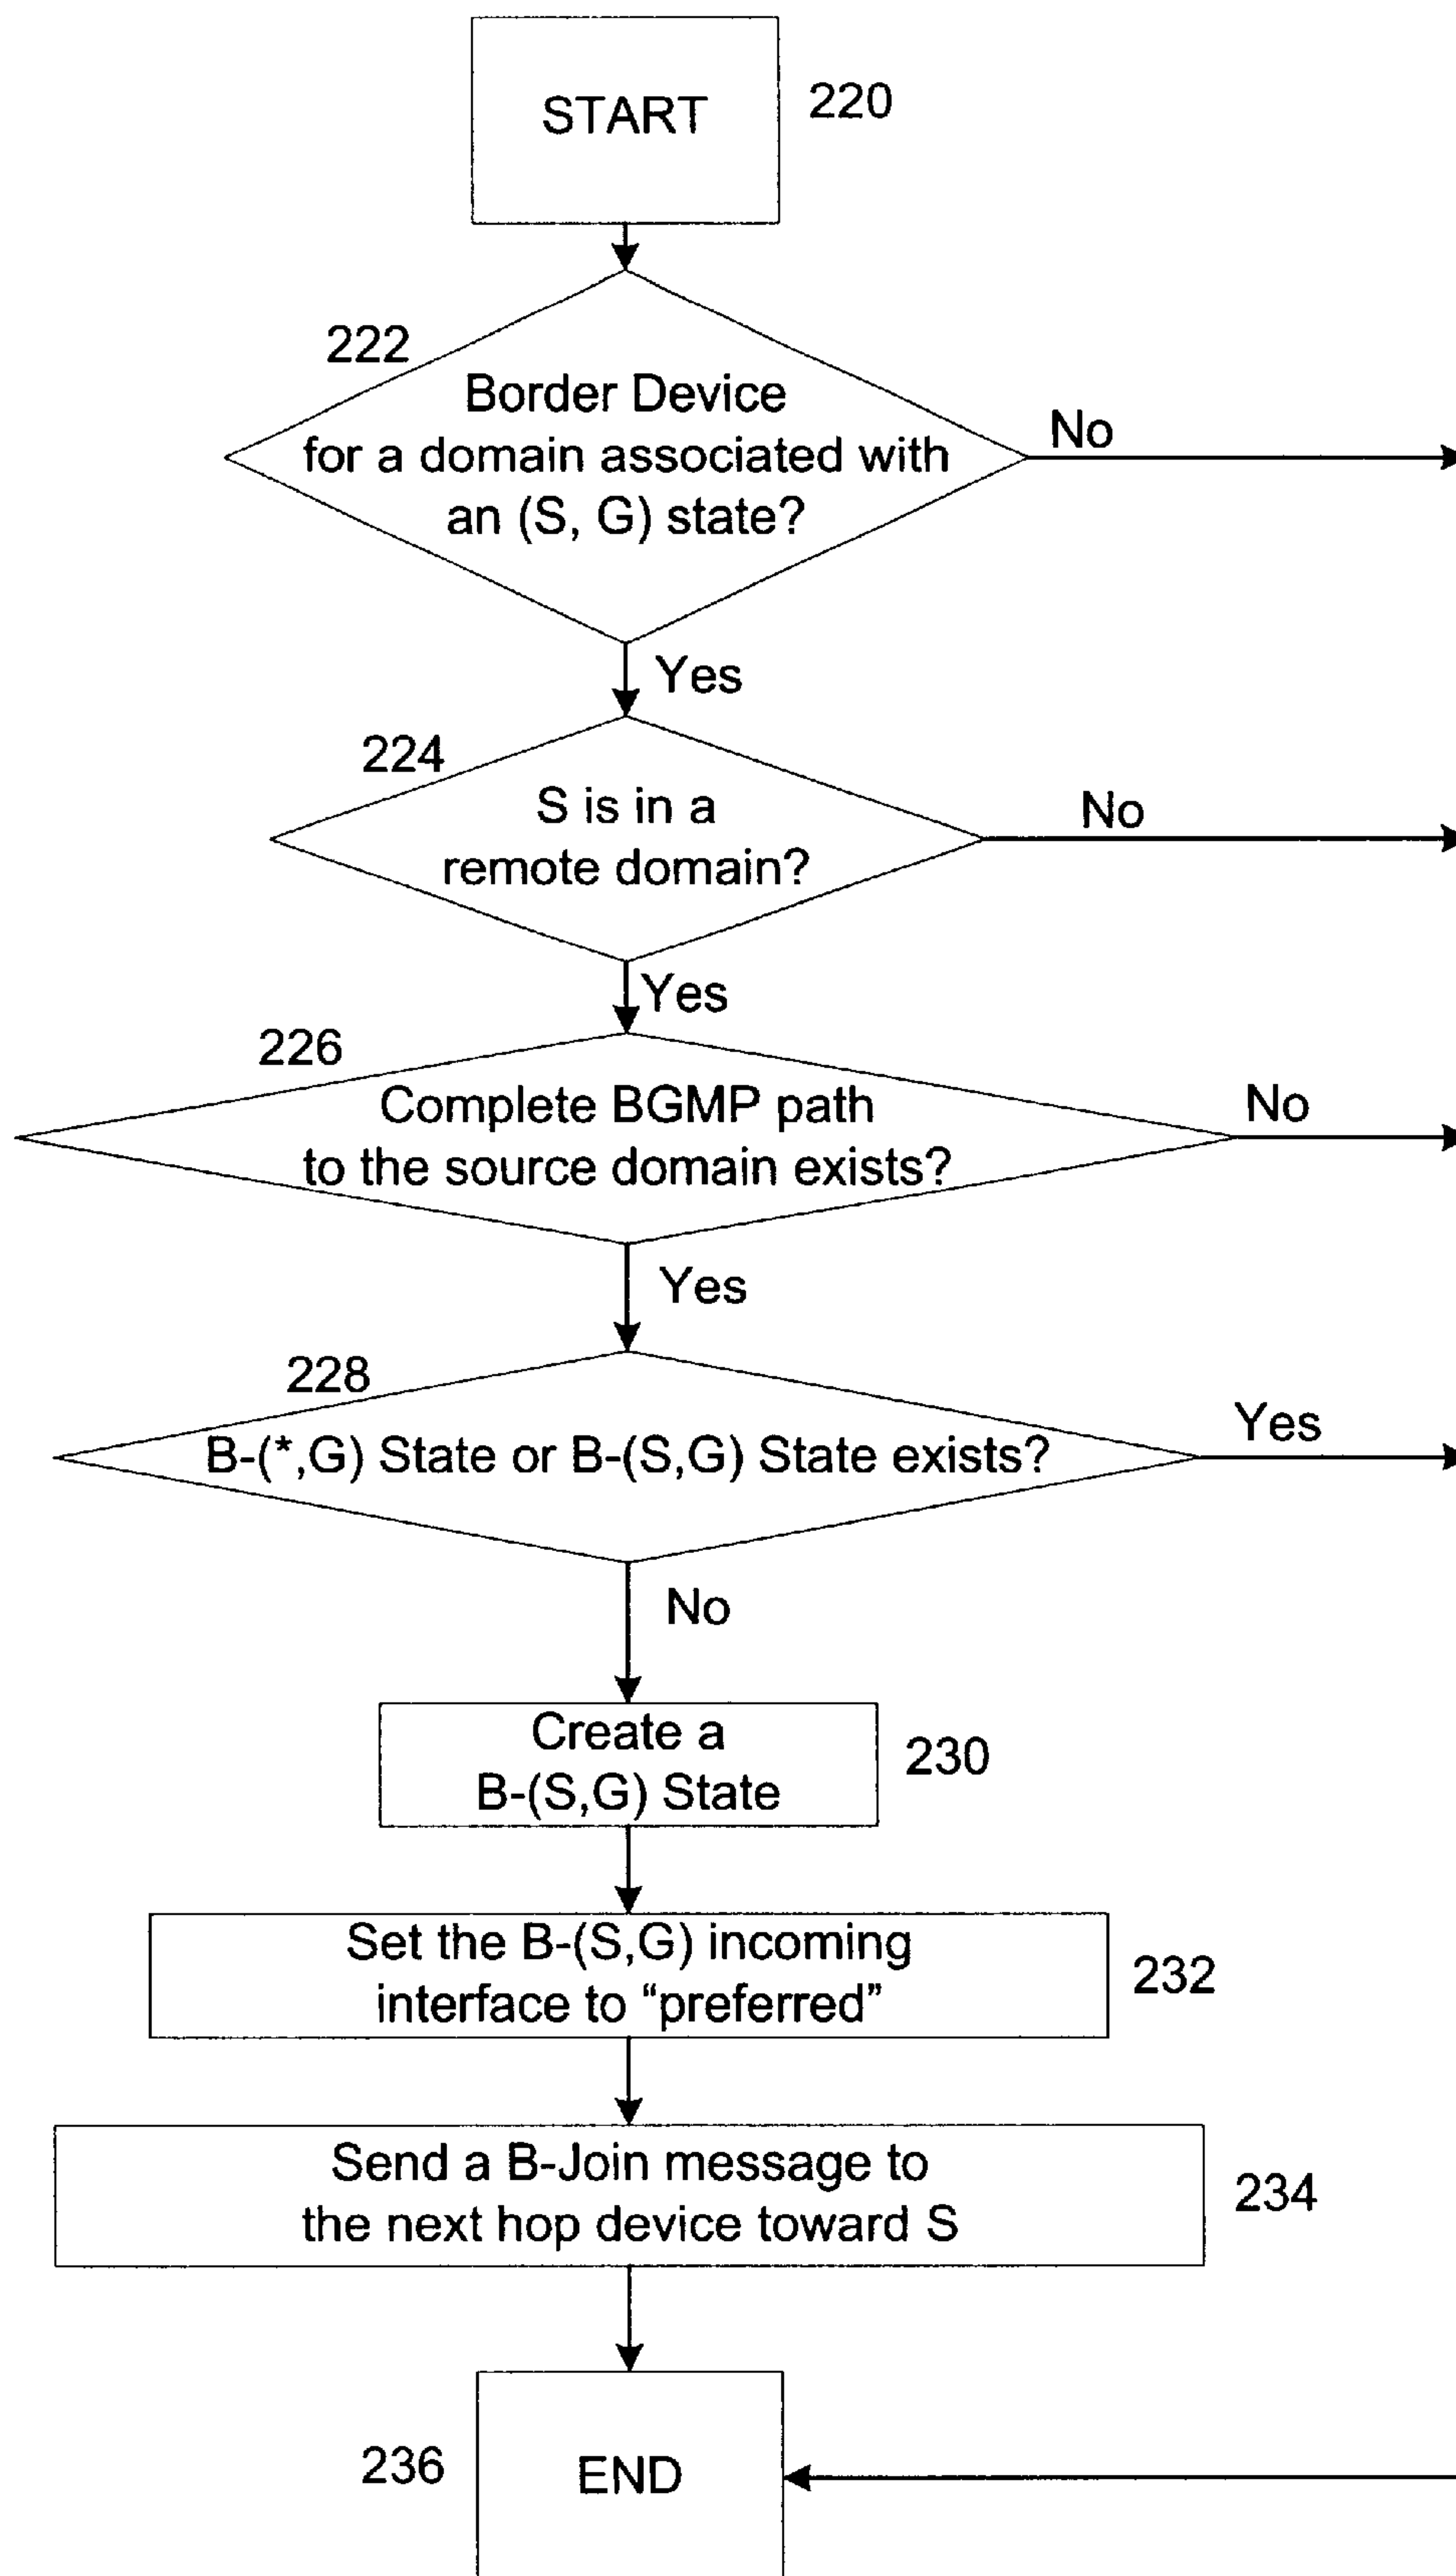 START
220
222
Border Device
for a domain associated with
an (S, G) state?
No
Yes
224
S is in a
remote domain?
No
Yes
226
Complete BGMP path
to the source domain exists?
No
Yes
228
B-(*,G) State or B-(S,G) State exists?
Yes
No
Create a
B-(S,G) State
230
Set the B-(S,G) incoming
interface to “preferred”
232
Send a B-Join message to
the next hop device toward S
234
236
END